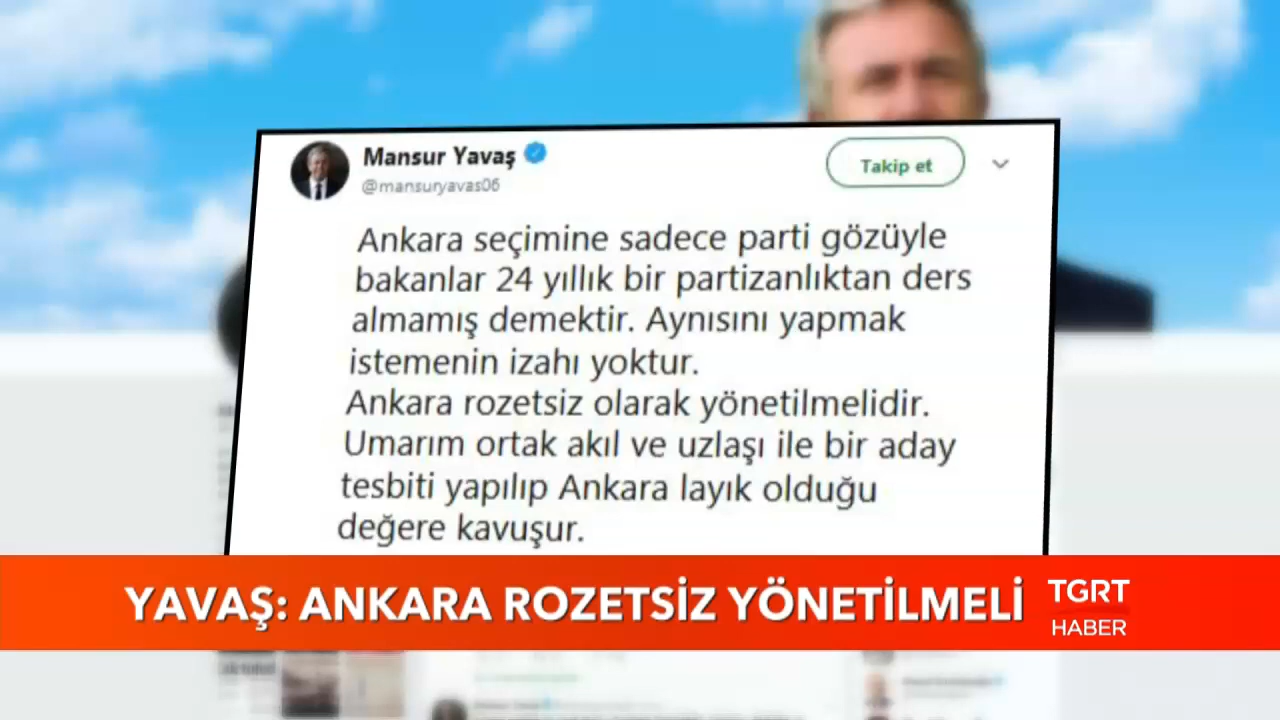 Mansur Yavaş
@mansuryavas06
Takip et
Ankara seçimine sadece parti gözüyle
bakanlar 24 yıllık bir partizanlıktan ders
almamış demektir. Aynısını yapmak
istemenin izahı yoktur.
Ankara rozetsiz olarak yönetilmelidir.
Umarım ortak akıl ve uzlaşı ile bir aday
tesbiti yapılıp Ankara layık olduğu
değere kavuşur.
YAVAŞ: ANKARA ROZETSİZ YÖNETİLMELİ
TGRT
HABER